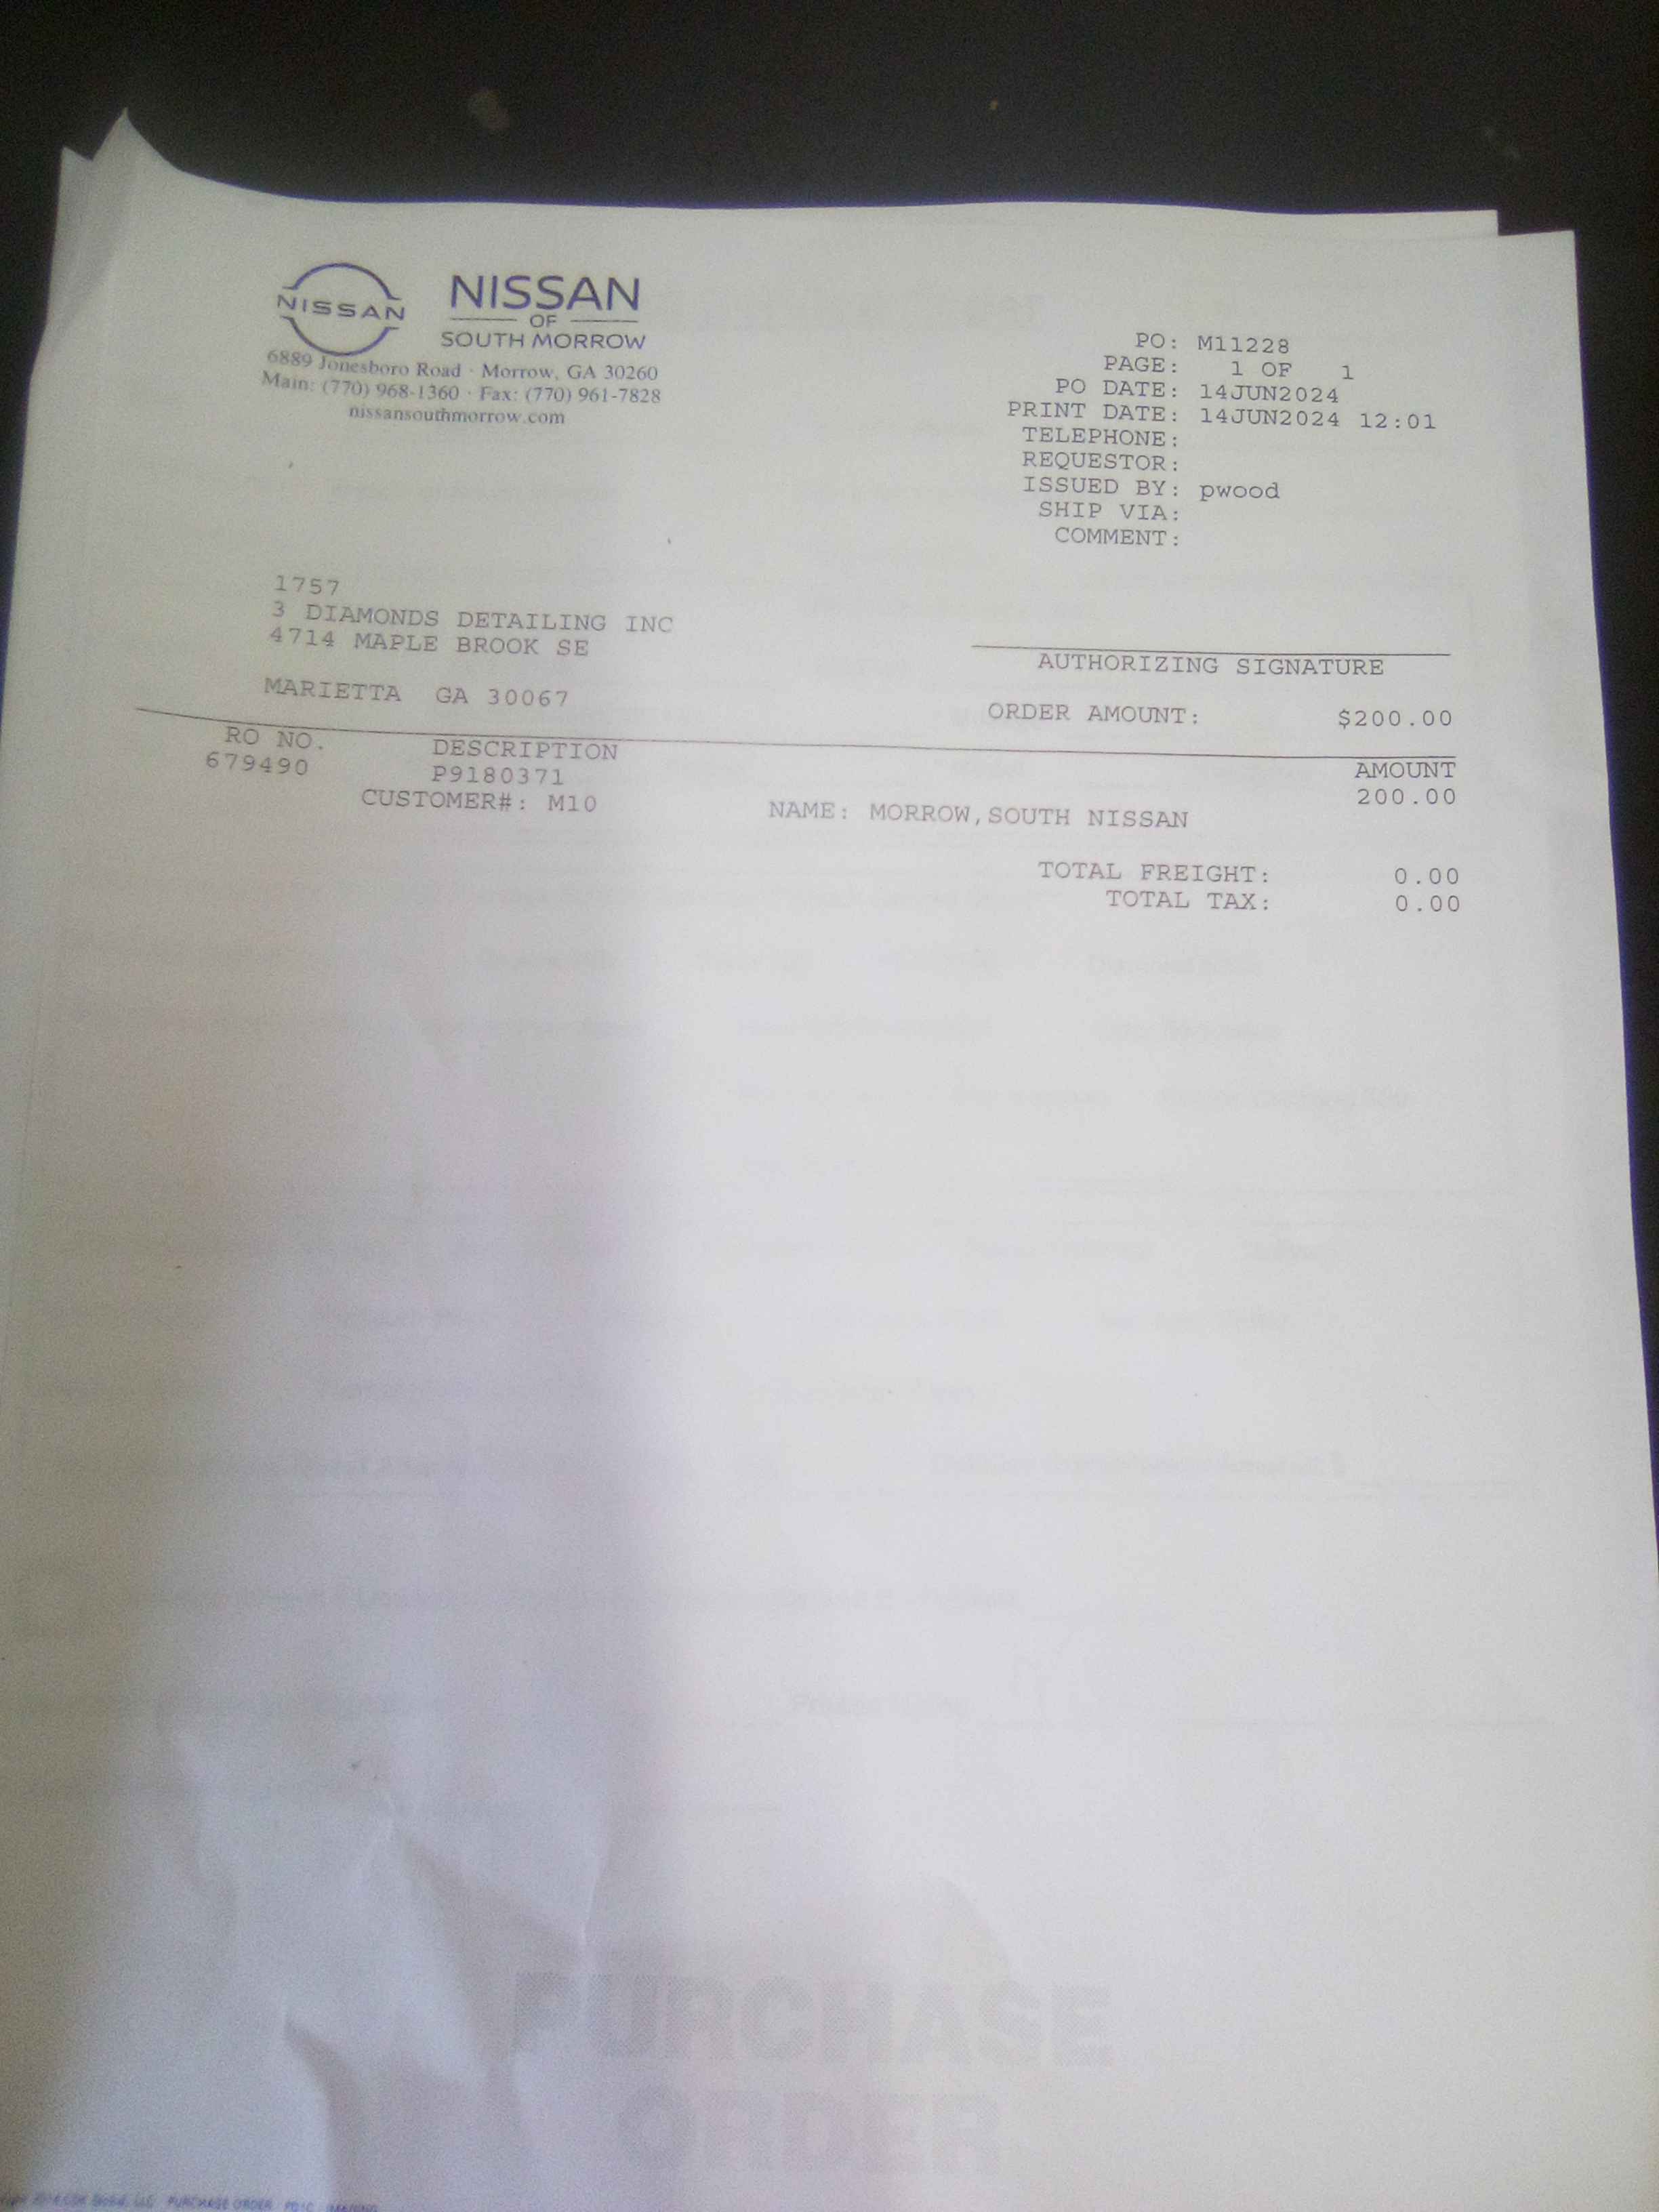 NISSAN
NISSAN
OF
SOUTH MORROW
6889 Jonesboro Road · Morrow, GA 30260
Main: (770) 968-1360 · Fax: (770) 961-7828
nissansouthmorrow.com
PO: M11228
PAGE: 1 OF 1
PO DATE: 14JUN2024
PRINT DATE: 14JUN2024 12:01
TELEPHONE:
REQUESTOR:
ISSUED BY: pwood
SHIP VIA:
COMMENT:
1757
3 DIAMONDS DETAILING INC
4714 MAPLE BROOK SE
MARIETTA GA 30067
AUTHORIZING SIGNATURE
ORDER AMOUNT: $200.00
RO NO. DESCRIPTION AMOUNT
679490 P9180371 200.00
CUSTOMER#: M10 NAME: MORROW,SOUTH NISSAN
TOTAL FREIGHT: 0.00
TOTAL TAX: 0.00
PURCHASE
ORDER
PURCHASE ORDER